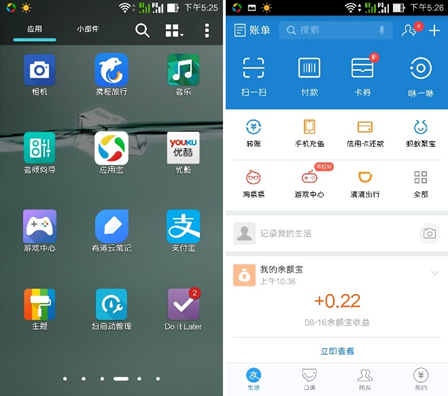 下午5:25
应用
小部件
相机
携程旅行
音乐
音频向导
应用宝
YOUKU
优酷
优酷
游戏中心
有道云笔记
支付宝
主题
自启动管理
2
Do It Later
下午5:26
账单
搜索
4
扫一扫
付款
卡券
咻一咻
转账
手机充值
信用卡还款
蚂蚁聚宝
淘票票
游戏中心
滴滴出行
全部
记录我的生活
我的余额宝
上午10:36
+0.22
08-16余额宝收益
立即查看
支
生活
口碑
朋友
我的